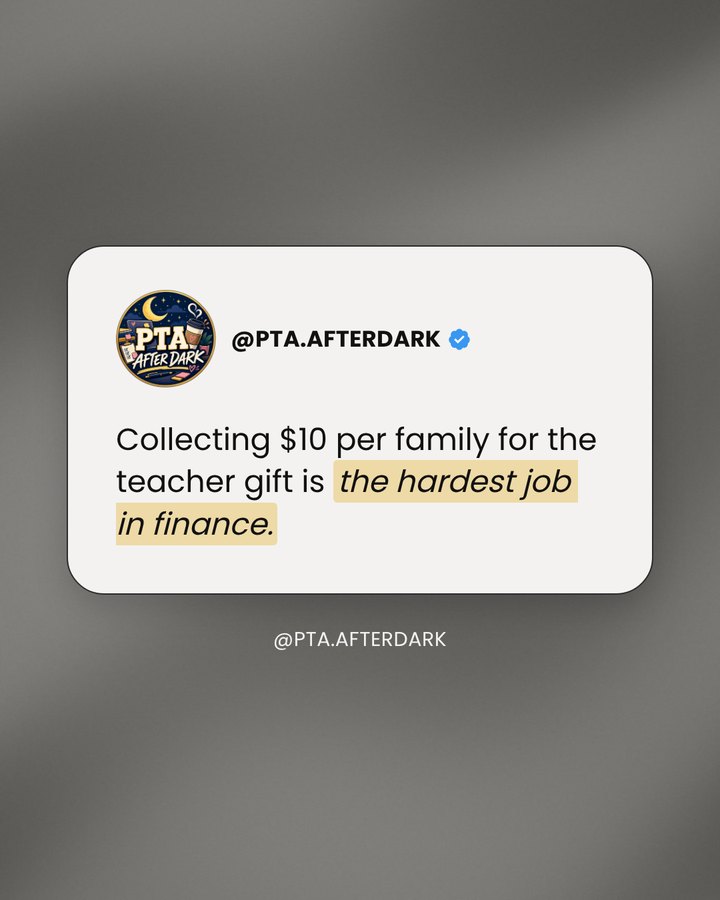 PTA
AFTER DARK
@PTA.AFTERDARK
Collecting $10 per family for the
teacher gift is the hardest job
in finance.
@PTA.AFTERDARK